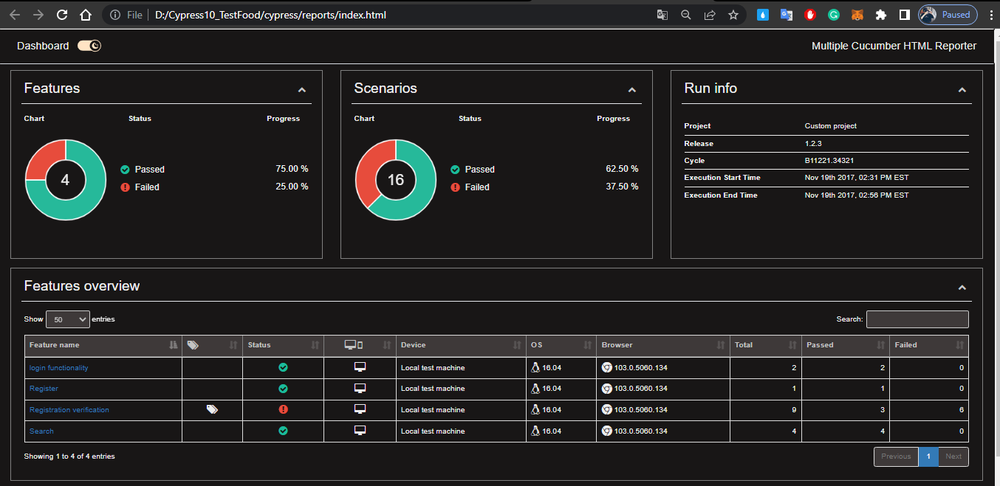 File D:/Cypress10_TestFood/cypress/reports/index.html Paused
Dashboard Multiple Cucumber HTML Reporter
Features
Chart Status Progress
4
Passed 75.00 %
Failed 25.00 %
Scenarios
Chart Status Progress
16
Passed 62.50 %
Failed 37.50 %
Run info
Project Custom project
Release 1.2.3
Cycle B11221.34321
Execution Start Time Nov 19th 2017, 02:31 PM EST
Execution End Time Nov 19th 2017, 02:56 PM EST
Features overview
Show 50 entries Search:
Feature name Status Device OS Browser Total Passed Failed
login functionality Local test machine 16.04 103.0.5060.134 2 2 0
Register Local test machine 16.04 103.0.5060.134 1 1 0
Registration verification Local test machine 16.04 103.0.5060.134 9 3 6
Search Local test machine 16.04 103.0.5060.134 4 4 0
Showing 1 to 4 of 4 entries Previous 1 Next